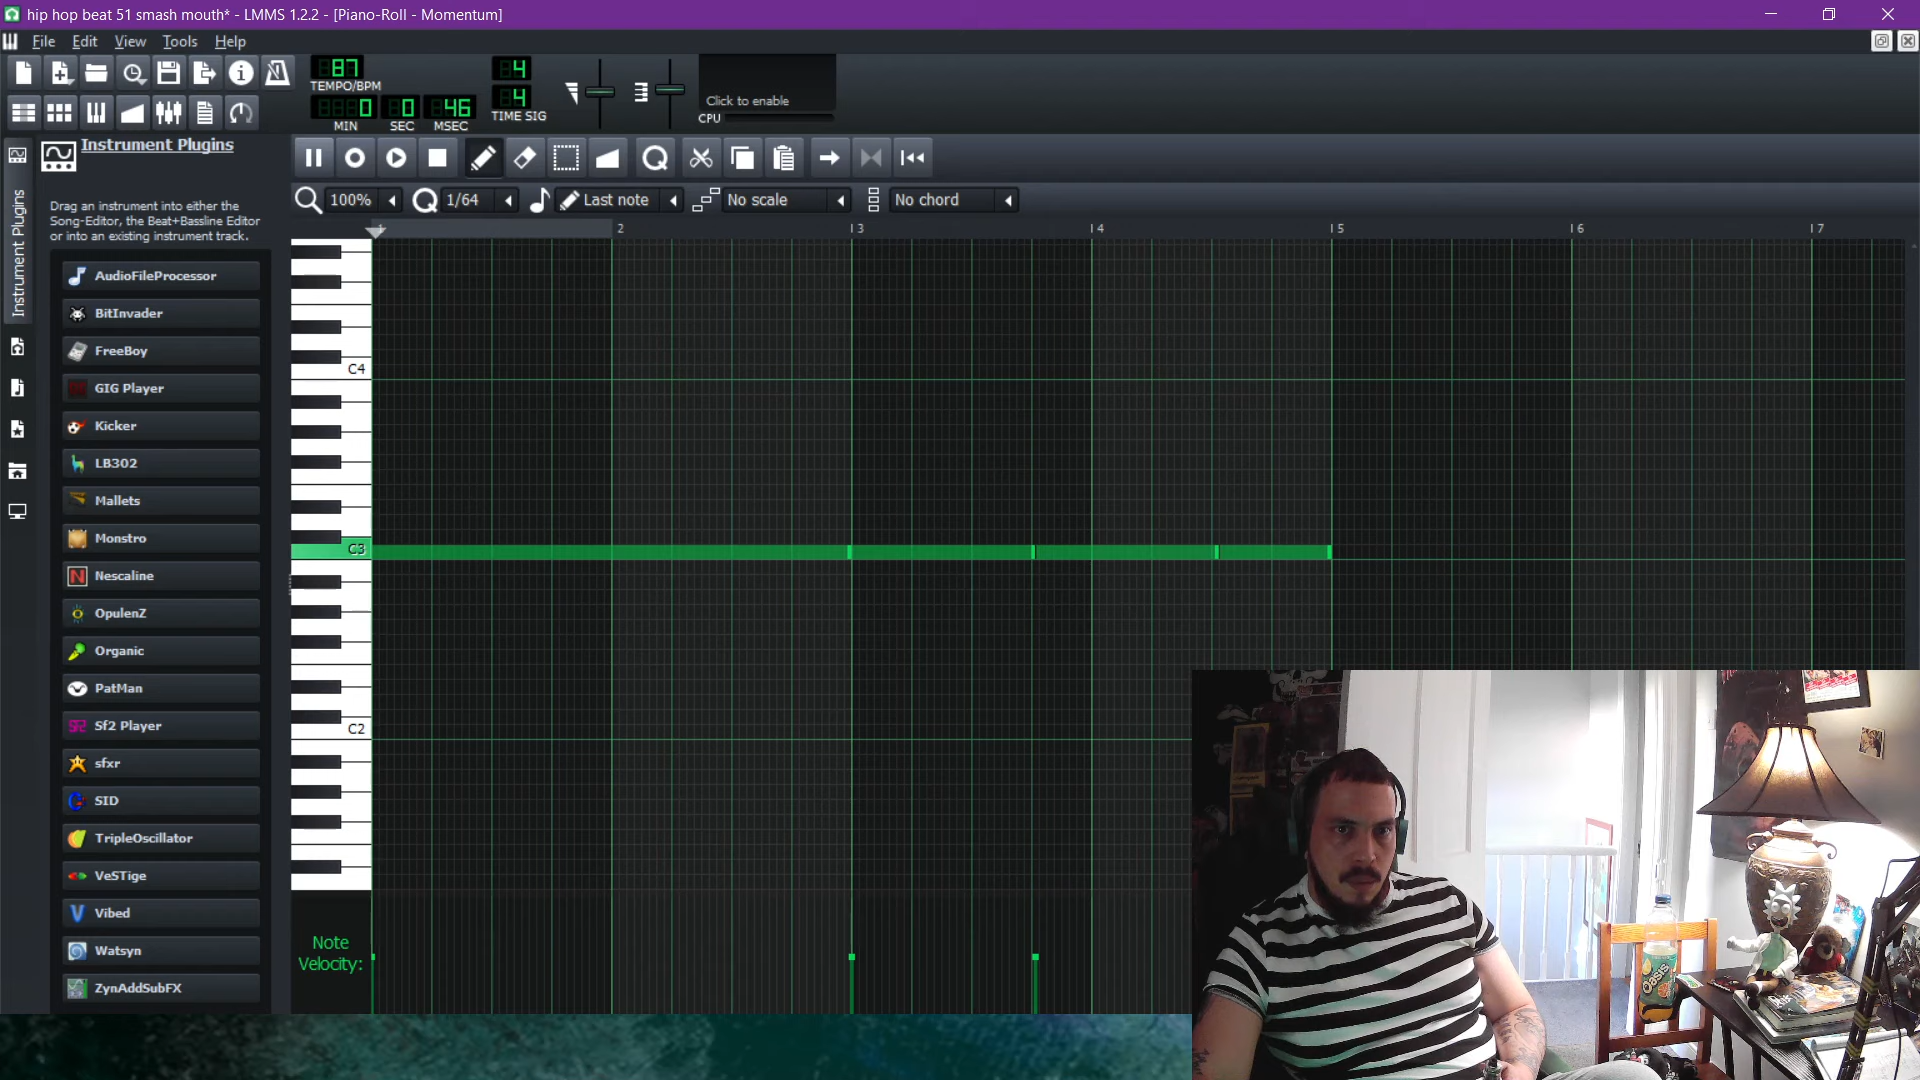 hip hop beat 51 smash mouth* - LMMS 1.2.2 - [Piano-Roll - Momentum]
File Edit View Tools Help
87
TEMPO/BPM
0 0 46
MIN SEC MSEC
4
4
TIME SIG
Click to enable
CPU
Instrument Plugins
Instrument Plugins
Drag an instrument into either the
Song-Editor, the Beat+Bassline Editor
or into an existing instrument track.
AudioFileProcessor
BitInvader
FreeBoy
GIG Player
Kicker
LB302
Mallets
Monstro
Nescaline
OpulenZ
Organic
PatMan
Sf2 Player
sfxr
SID
TripleOscillator
VeSTige
Vibed
Watsyn
ZynAddSubFX
100% 1/64 Last note No scale No chord
2 3 4 5 6 7
C4
C3
C2
Note
Velocity:
Oasis